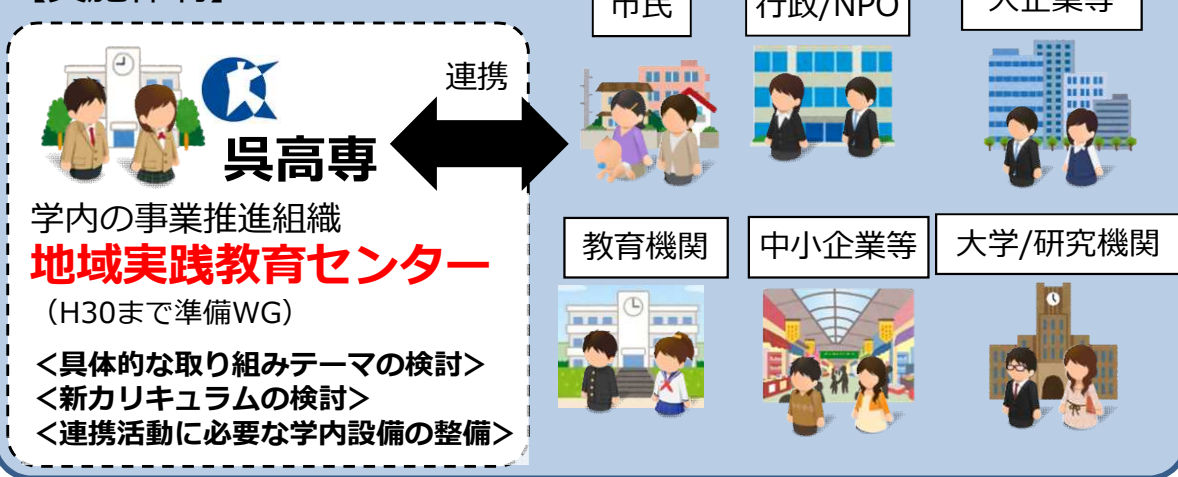 市民
行政/NPO
連携
呉高専
学内の事業推進組織
地域実践教育センター
（H30まで準備WG）
＜具体的な取り組みテーマの検討＞
＜新カリキュラムの検討＞
＜連携活動に必要な学内設備の整備＞
教育機関
中小企業等
大学/研究機関